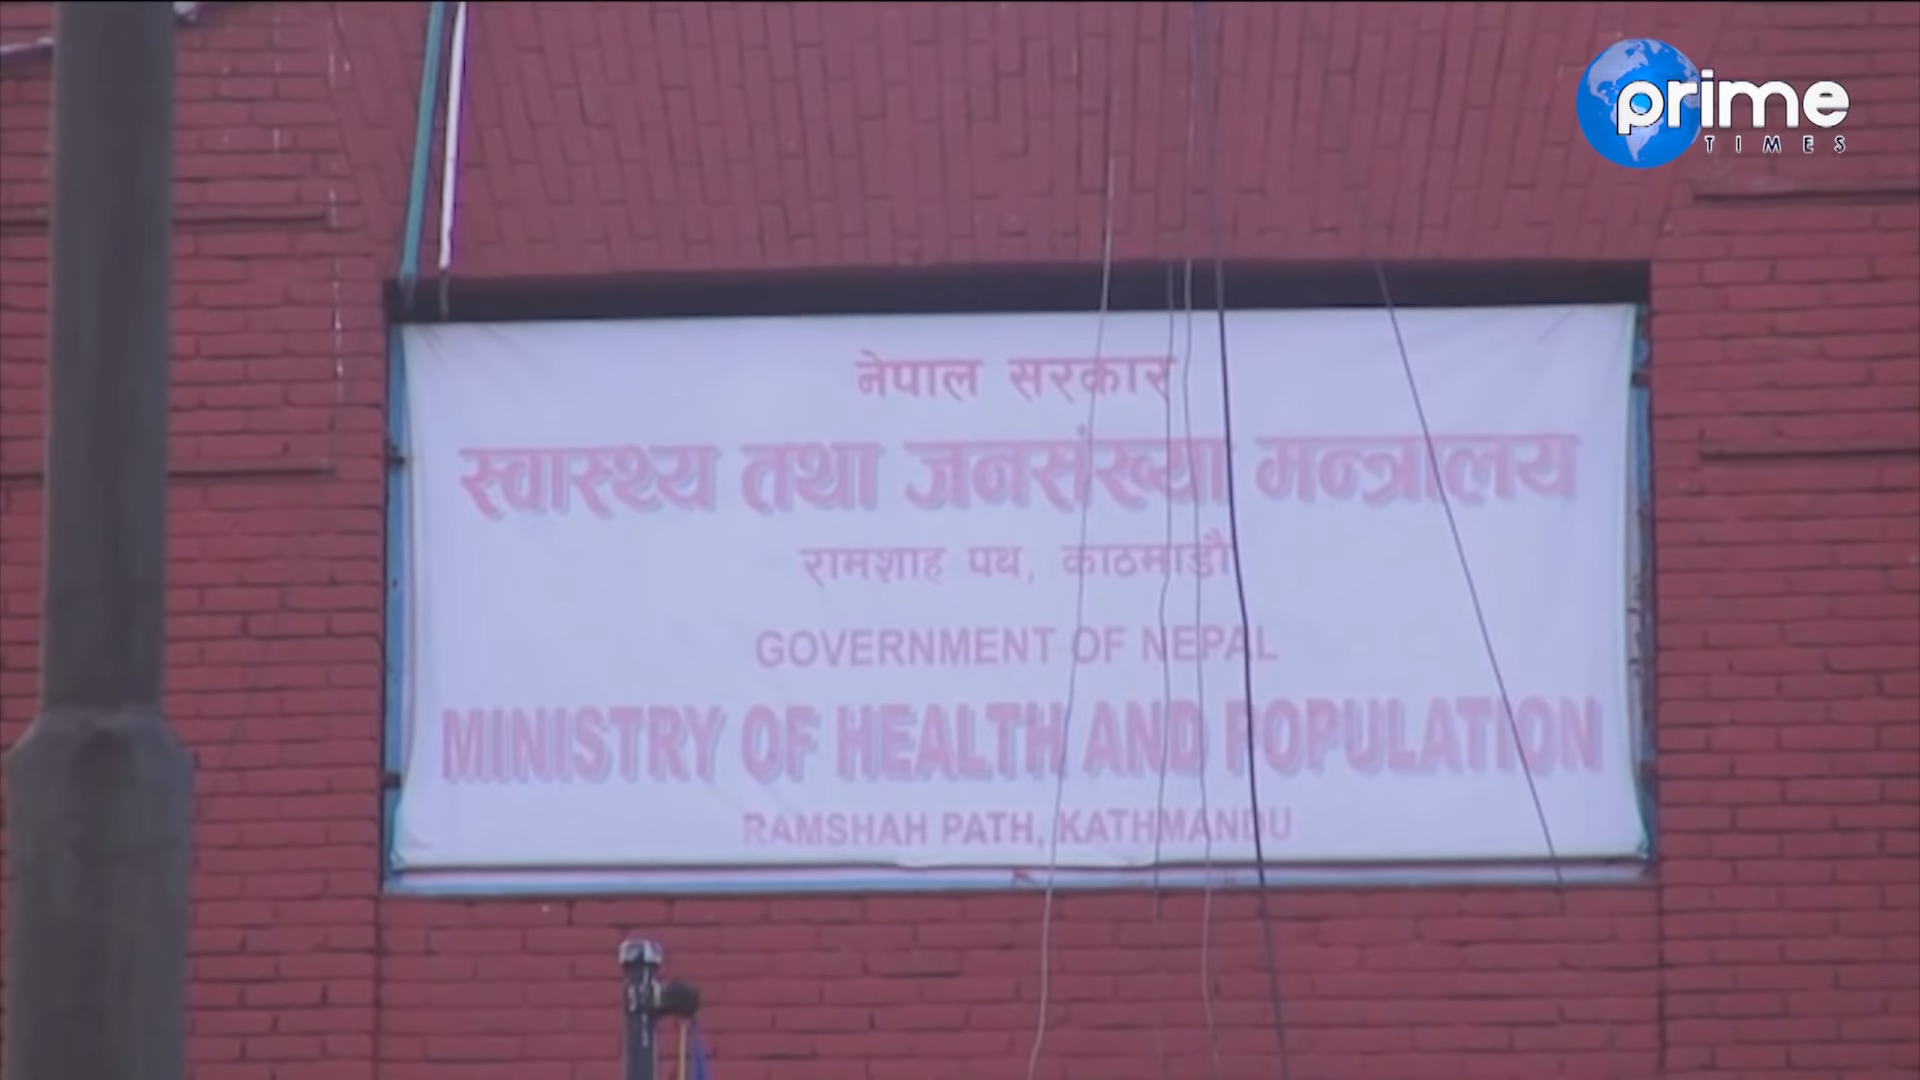 prime
TIMES
नेपाल सरकार
स्वास्थ्य तथा जनसंख्या मन्त्रालय
रामशाह पथ, काठमाडौं
GOVERNMENT OF NEPAL
MINISTRY OF HEALTH AND POPULATION
RAMSHAH PATH, KATHMANDU